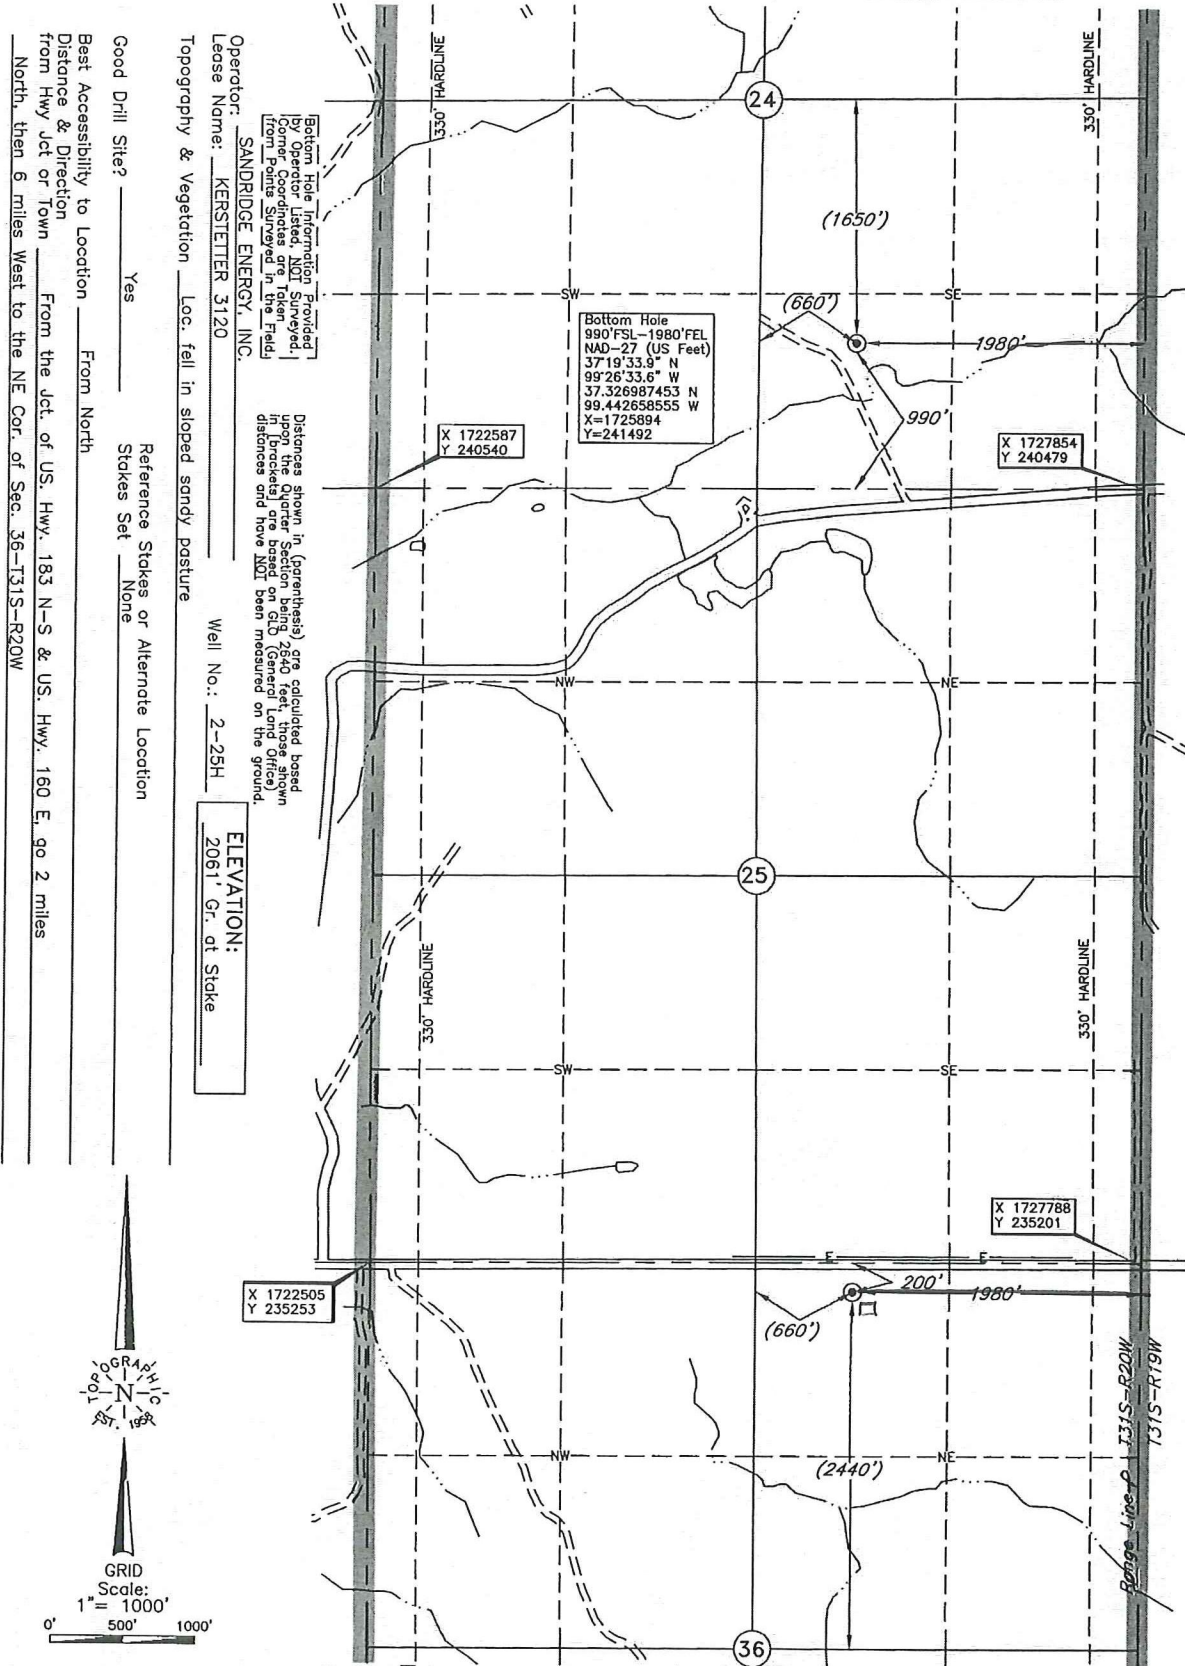 330' HARDLINE
330' HARDLINE
24
(1650')
SW
SE
(660')
1980'
990'
Bottom Hole
990'FSL-1980'FEL
NAD-27 (US Feet)
37°19'33.9" N
99°26'33.6" W
37.326987453 N
99.442658555 W
X=1725894
Y=241492
X 1722587
Y 240540
X 1727854
Y 240479
NW
NE
25
330' HARDLINE
330' HARDLINE
SW
SE
X 1727788
Y 235201
E
E
X 1722505
Y 235253
200'
1980'
(660')
NW
NE
(2440')
36
T31S-R20W
T31S-R19W
Range Line
Bottom Hole Information Provided
by Operator Listed, NOT Surveyed.
Corner Coordinates are Taken
from Points Surveyed in the Field.
Distances shown in (parenthesis) are calculated based
upon the Quarter Section being 2640 feet, those shown
in [brackets] are based on GLO (General Land Office)
distances and have NOT been measured on the ground.
Operator: SANDRIDGE ENERGY, INC.
Lease Name: KERSTETTER 3120 Well No.: 2-25H
ELEVATION:
2061' Gr. at Stake
Topography & Vegetation Loc. fell in sloped sandy pasture
Reference Stakes or Alternate Location
Good Drill Site? Yes Stakes Set None
Best Accessibility to Location From North
Distance & Direction
from Hwy Jct or Town From the Jct. of US. Hwy. 183 N-S & US. Hwy. 160 E, go 2 miles
North, then 6 miles West to the NE Cor. of Sec. 36-T31S-R20W
TOPOGRAPHIC
N
EST. 1958
GRID
Scale:
1"= 1000'
0' 500' 1000'